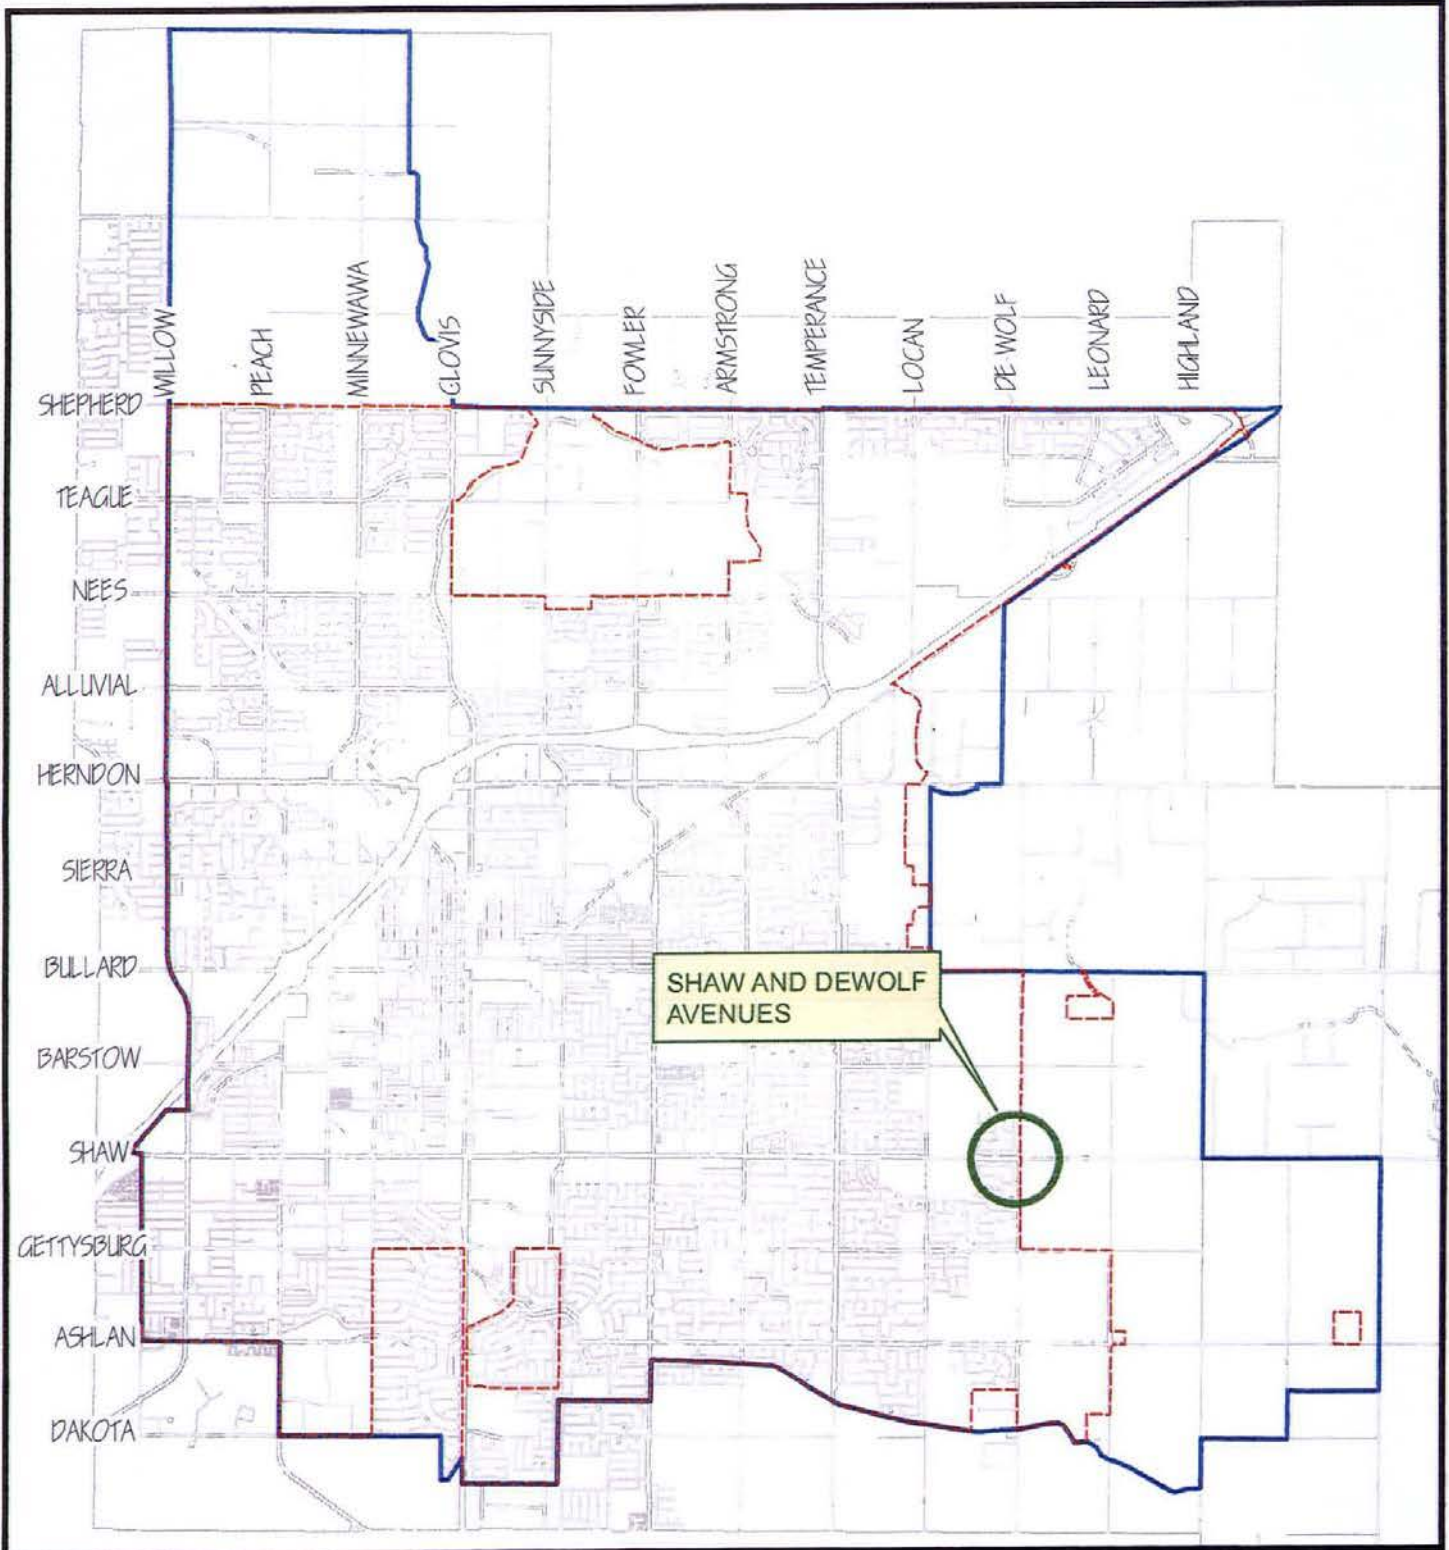 WILLOW
PEACH
MINNEWAWA
CLOVIS
SUNNYSIDE
FOWLER
ARMSTRONG
TEMPERANCE
LOCAN
DE WOLF
LEONARD
HIGHLAND
SHEPHERD
TEAGUE
NEES
ALLUVIAL
HERNDON
SIERRA
BULLARD
SHAW AND DEWOLF
AVENUES
BARSTOW
SHAW
GETTYSBURG
ASHLAN
DAKOTA